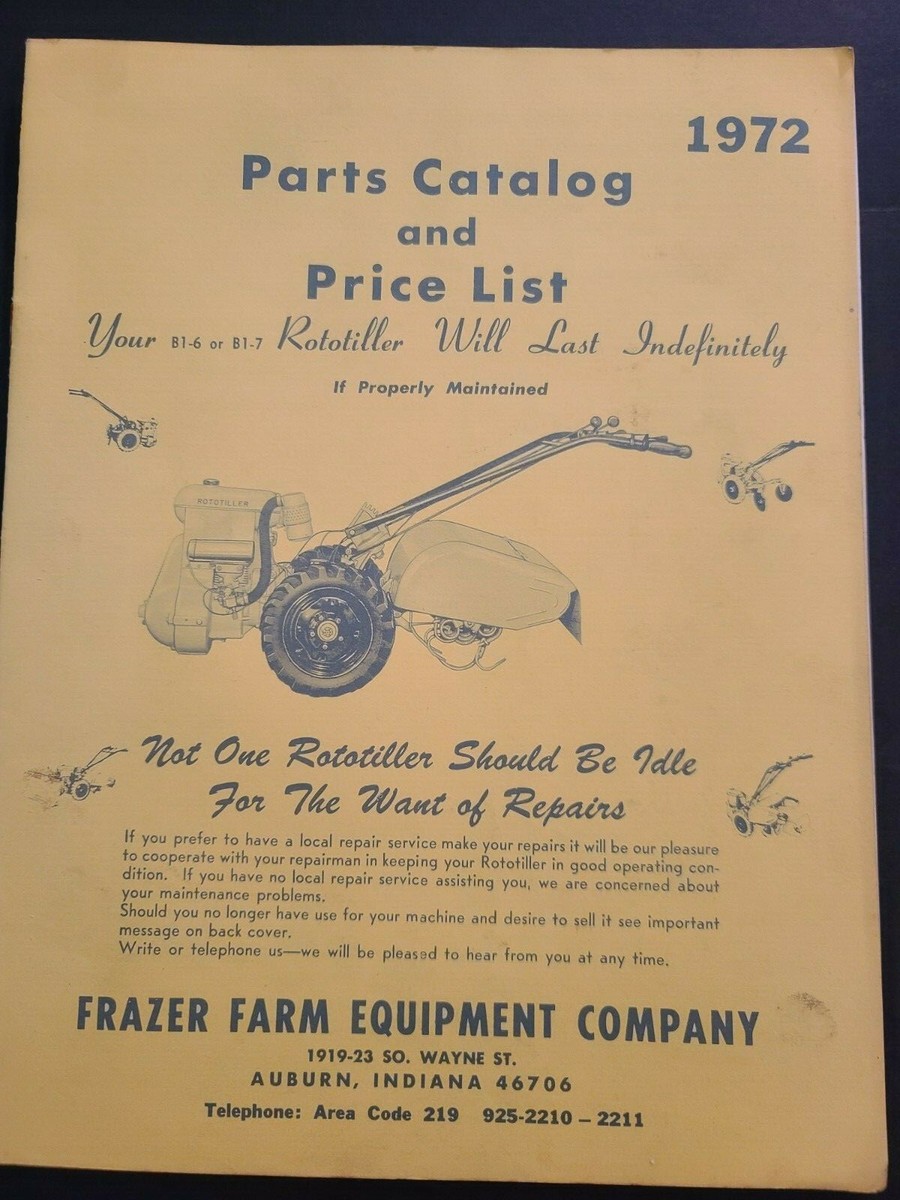 1972
Parts Catalog
and
Price List
Your B1-6 or B1-7 Rototiller Will Last Indefinitely
If Properly Maintained
ROTOTILLER
Not One Rototiller Should Be Idle
For The Want of Repairs
If you prefer to have a local repair service make your repairs it will be our pleasure
to cooperate with your repairman in keeping your Rototiller in good operating con-
dition. If you have no local repair service assisting you, we are concerned about
your maintenance problems.
Should you no longer have use for your machine and desire to sell it see important
message on back cover.
Write or telephone us—we will be pleased to hear from you at any time.
FRAZER FARM EQUIPMENT COMPANY
1919-23 SO. WAYNE ST.
AUBURN, INDIANA 46706
Telephone: Area Code 219 925-2210 – 2211